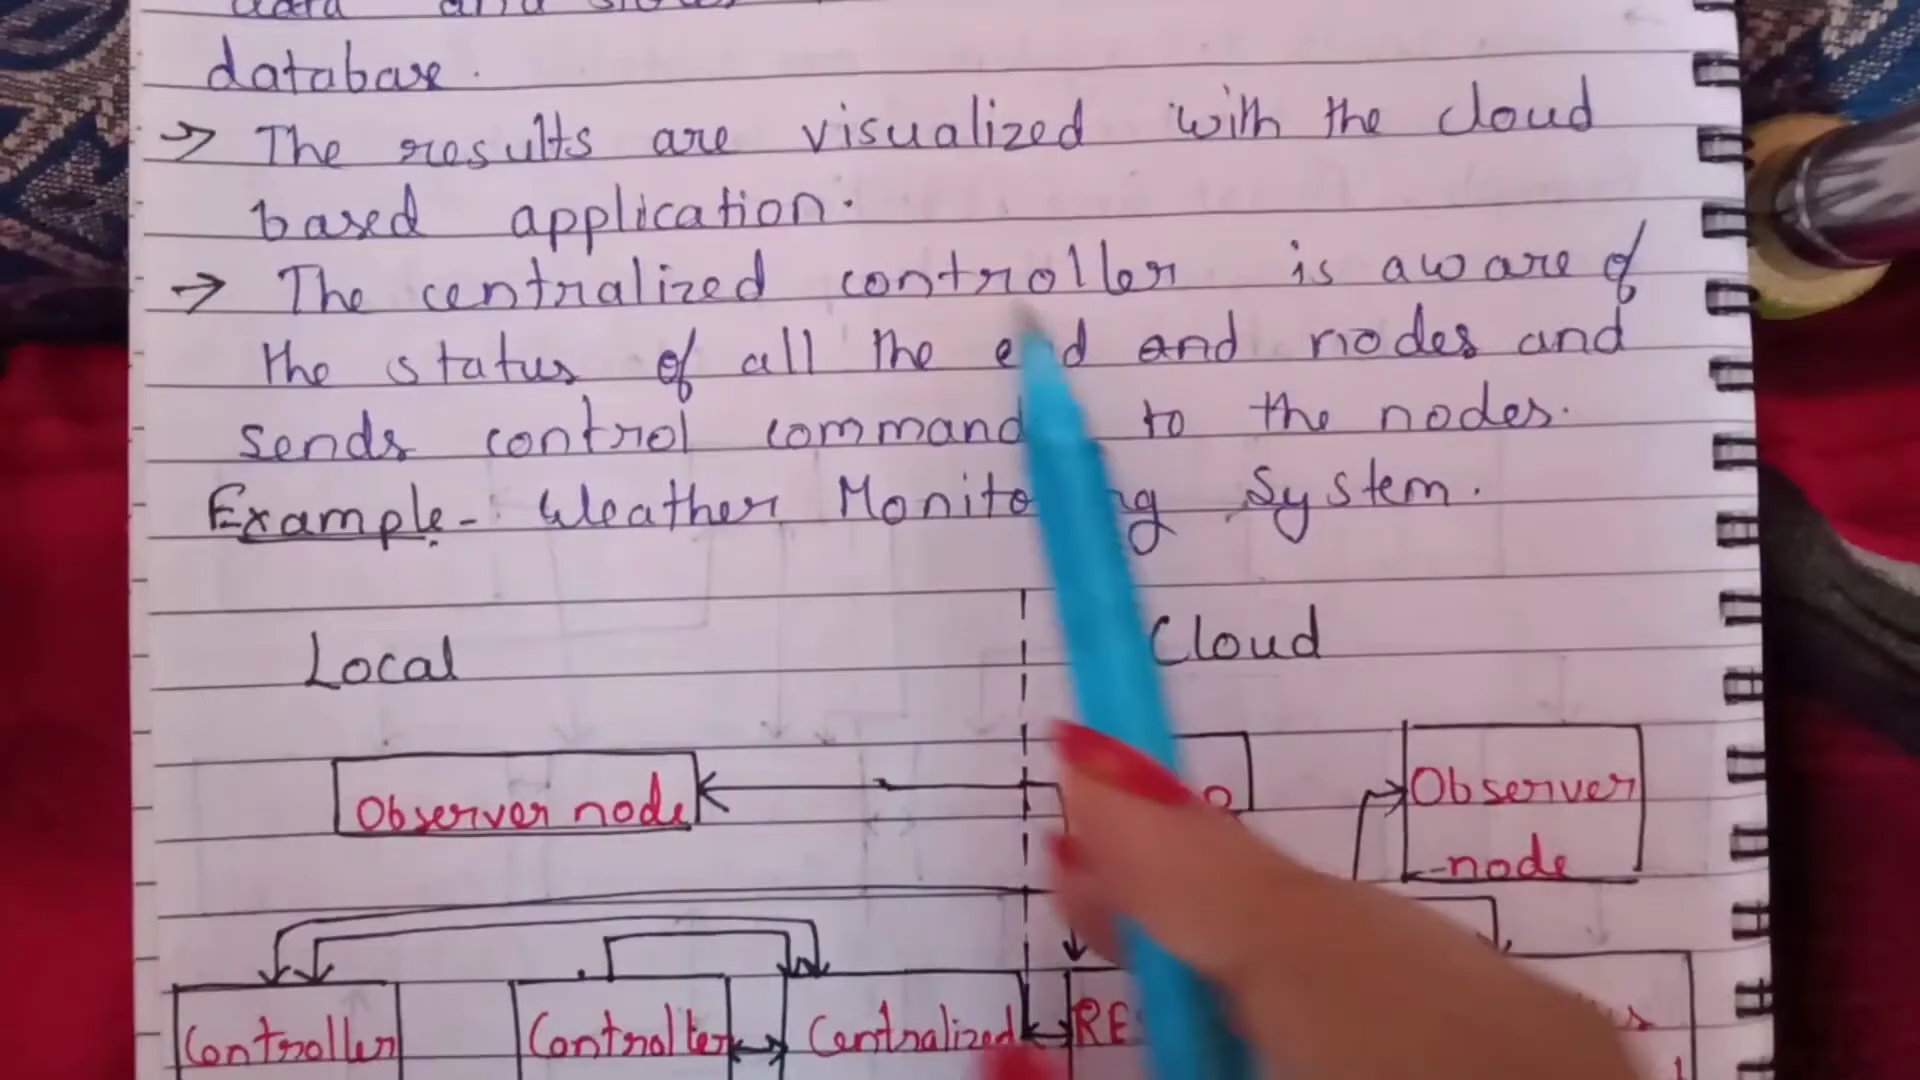 database.
→ The results are visualized with the cloud
based application.
→ The centralized controller is aware of
the status of all the end and nodes and
sends control command to the nodes.
Example - Weather Monitoring System.
Local
Cloud
Observer node
Observer
node
Controller
Controller
Centralized